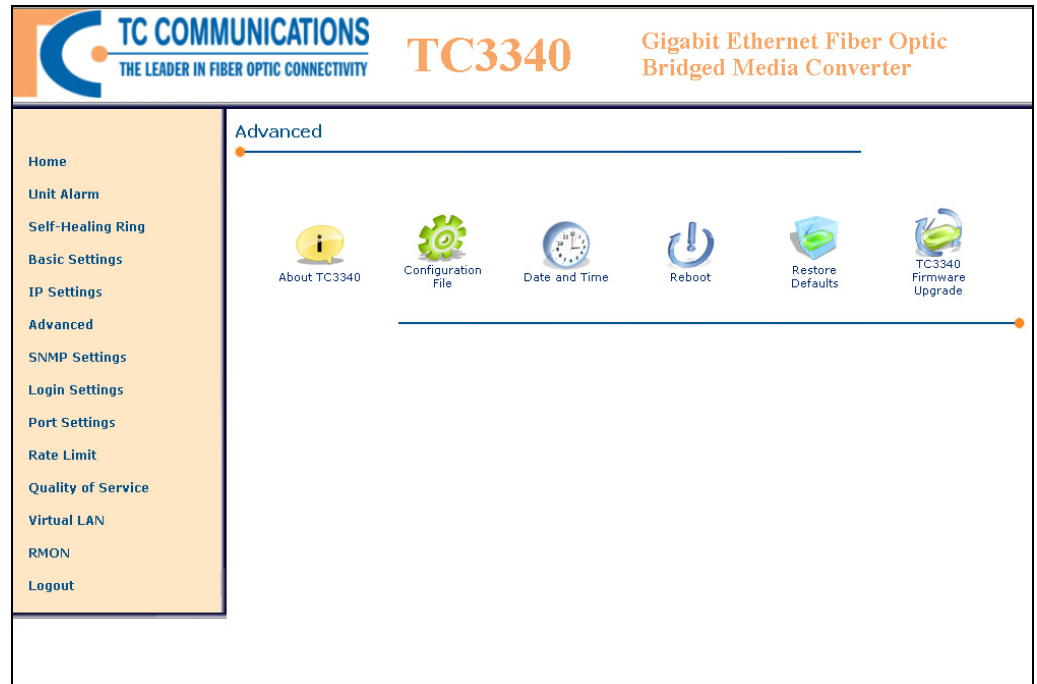 TC COMMUNICATIONS
THE LEADER IN FIBER OPTIC CONNECTIVITY
TC3340
Gigabit Ethernet Fiber Optic
Bridged Media Converter
Home
Unit Alarm
Self-Healing Ring
Basic Settings
IP Settings
Advanced
SNMP Settings
Login Settings
Port Settings
Rate Limit
Quality of Service
Virtual LAN
RMON
Logout
Advanced
About TC3340
Configuration
File
Date and Time
Reboot
Restore
Defaults
TC3340
Firmware
Upgrade